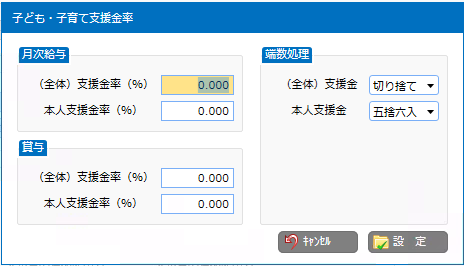 子ども・子育て支援金率
月次給与
（全体）支援金率（%） 0.000
本人支援金率（%） 0.000
賞与
（全体）支援金率（%） 0.000
本人支援金率（%） 0.000
端数処理
（全体）支援金 切り捨て
本人支援金 五捨六入
ｷｬﾝｾﾙ 設　定